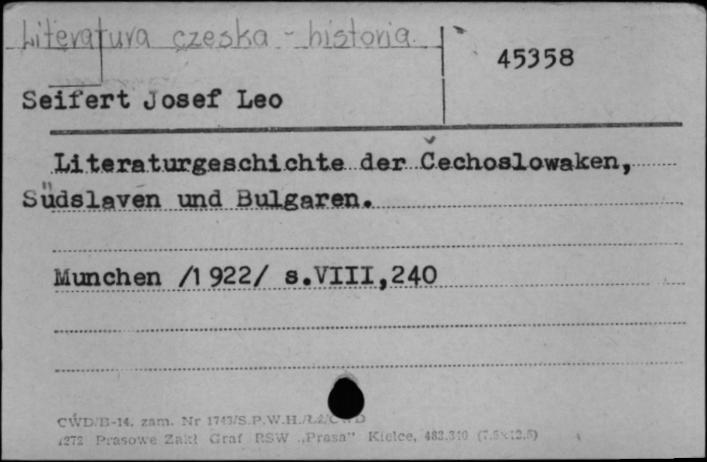 Literatura czeska - historia
45358
Seifert Josef Leo
Literaturgeschichte der Čechoslowaken,
Südslaven und Bulgaren.
Munchen /1922/ s.VIII,240
CWD/B-14. zam. Nr 1743/S.P.W.H.
Prasowe Zakł Graf RSW „Prasa” Kielce,